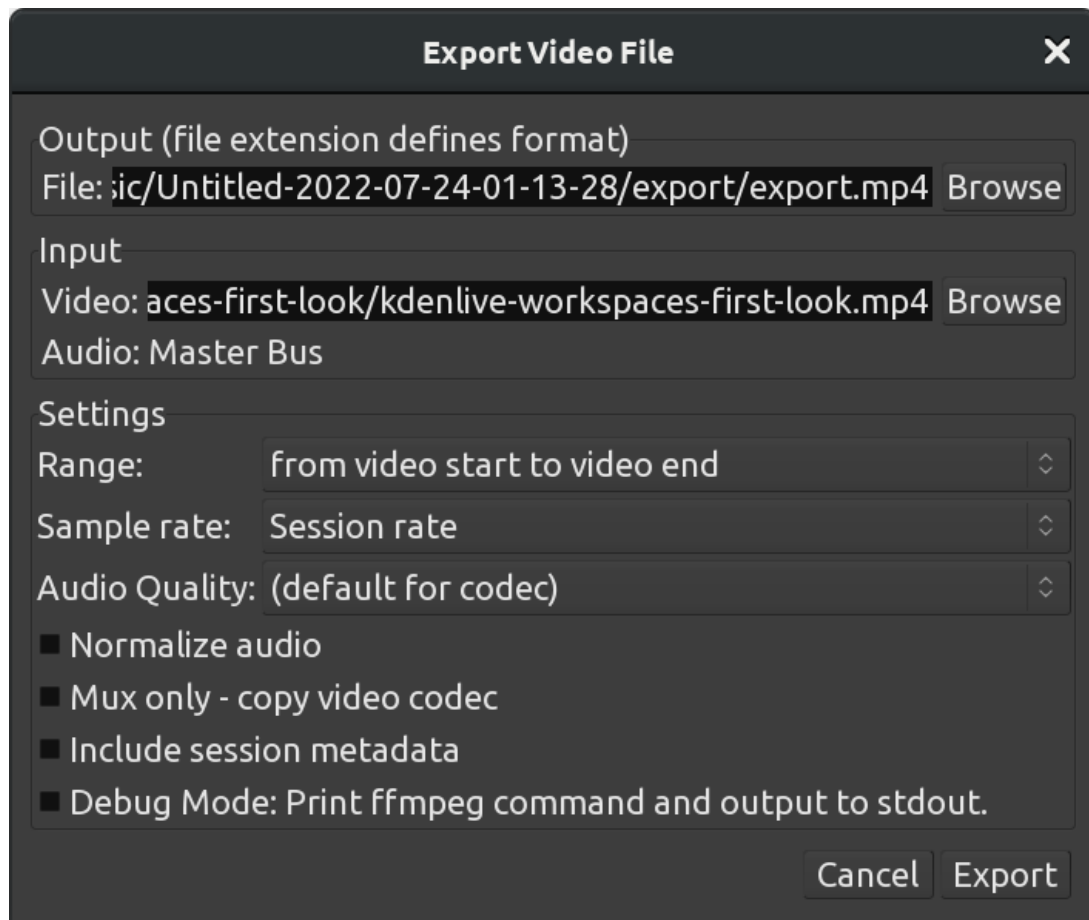 Export Video File
Output (file extension defines format)
File: sic/Untitled-2022-07-24-01-13-28/export/export.mp4 Browse
Input
Video: aces-first-look/kdenlive-workspaces-first-look.mp4 Browse
Audio: Master Bus
Settings
Range: from video start to video end
Sample rate: Session rate
Audio Quality: (default for codec)
Normalize audio
Mux only - copy video codec
Include session metadata
Debug Mode: Print ffmpeg command and output to stdout.
Cancel Export